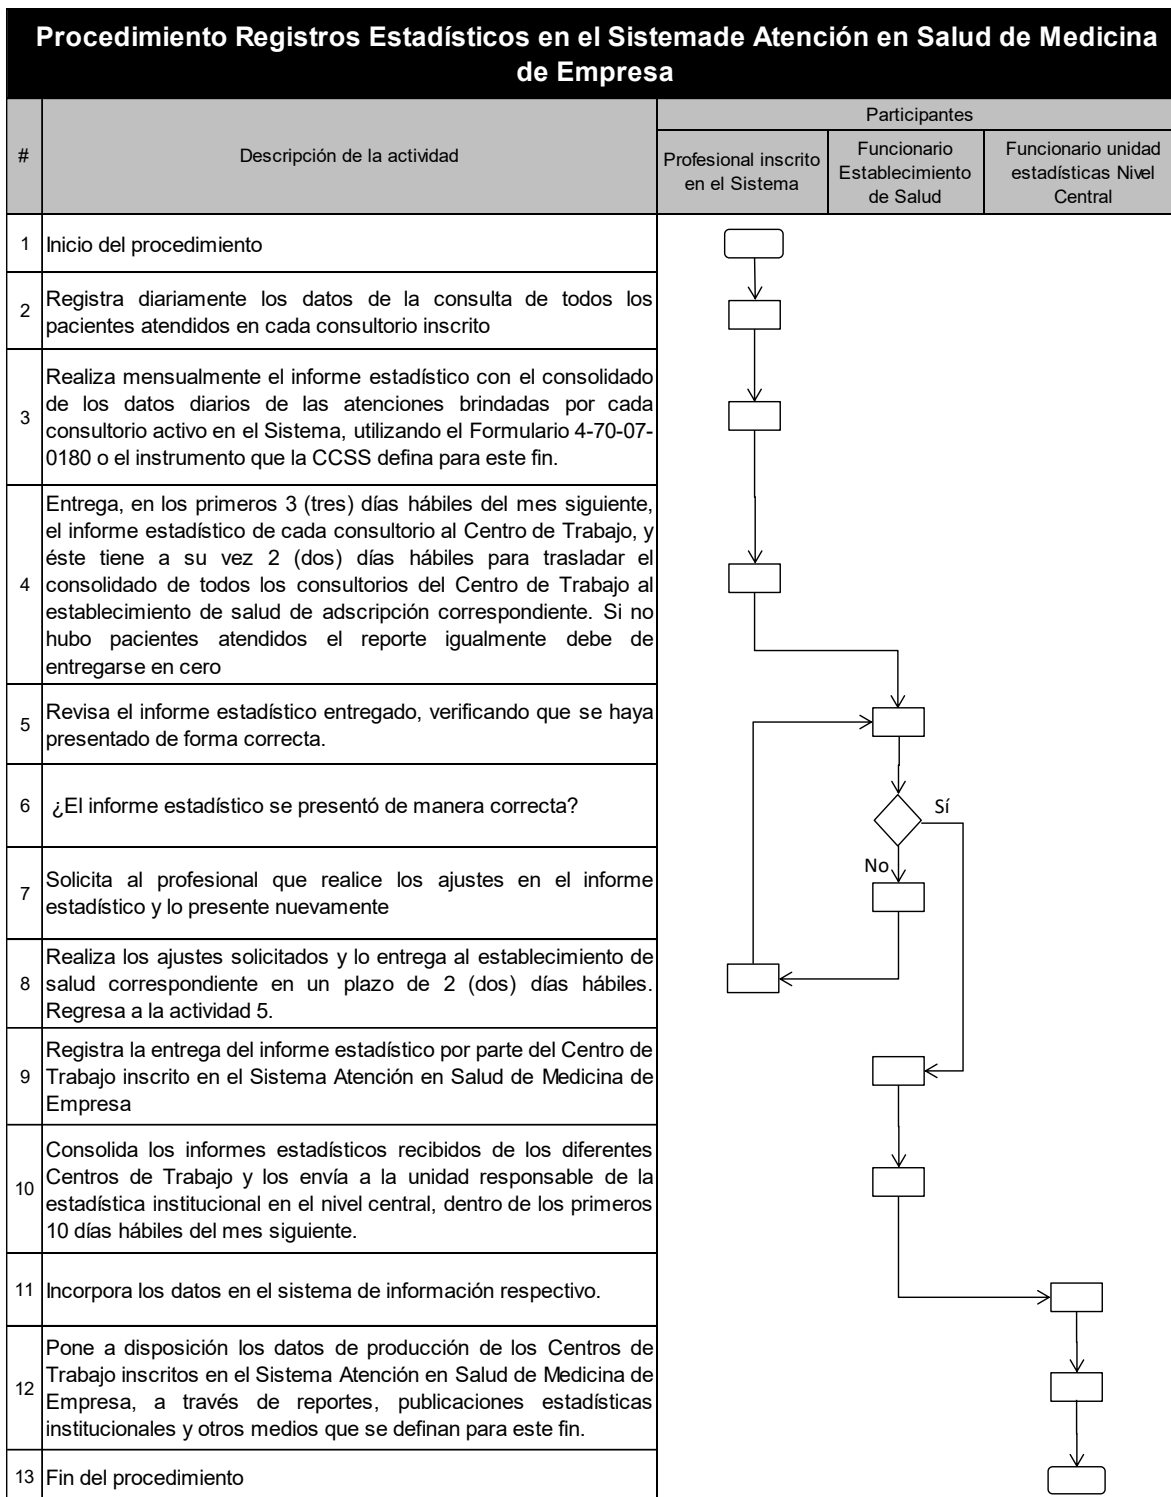 Procedimiento Registros Estadísticos en el Sistemade Atención en Salud de Medicina
de Empresa
#
Descripción de la actividad
Participantes
Profesional inscrito
en el Sistema
Funcionario
Establecimiento
de Salud
Funcionario unidad
estadísticas Nivel
Central
1
Inicio del procedimiento
2
Registra diariamente los datos de la consulta de todos los
pacientes atendidos en cada consultorio inscrito
3
Realiza mensualmente el informe estadístico con el consolidado
de los datos diarios de las atenciones brindadas por cada
consultorio activo en el Sistema, utilizando el Formulario 4-70-07-
0180 o el instrumento que la CCSS defina para este fin.
4
Entrega, en los primeros 3 (tres) días hábiles del mes siguiente,
el informe estadístico de cada consultorio al Centro de Trabajo, y
éste tiene a su vez 2 (dos) días hábiles para trasladar el
consolidado de todos los consultorios del Centro de Trabajo al
establecimiento de salud de adscripción correspondiente. Si no
hubo pacientes atendidos el reporte igualmente debe de
entregarse en cero
5
Revisa el informe estadístico entregado, verificando que se haya
presentado de forma correcta.
6
¿El informe estadístico se presentó de manera correcta?
Sí
No
7
Solicita al profesional que realice los ajustes en el informe
estadístico y lo presente nuevamente
8
Realiza los ajustes solicitados y lo entrega al establecimiento de
salud correspondiente en un plazo de 2 (dos) días hábiles.
Regresa a la actividad 5.
9
Registra la entrega del informe estadístico por parte del Centro de
Trabajo inscrito en el Sistema Atención en Salud de Medicina de
Empresa
10
Consolida los informes estadísticos recibidos de los diferentes
Centros de Trabajo y los envía a la unidad responsable de la
estadística institucional en el nivel central, dentro de los primeros
10 días hábiles del mes siguiente.
11
Incorpora los datos en el sistema de información respectivo.
12
Pone a disposición los datos de producción de los Centros de
Trabajo inscritos en el Sistema Atención en Salud de Medicina de
Empresa, a través de reportes, publicaciones estadísticas
institucionales y otros medios que se definan para este fin.
13
Fin del procedimiento